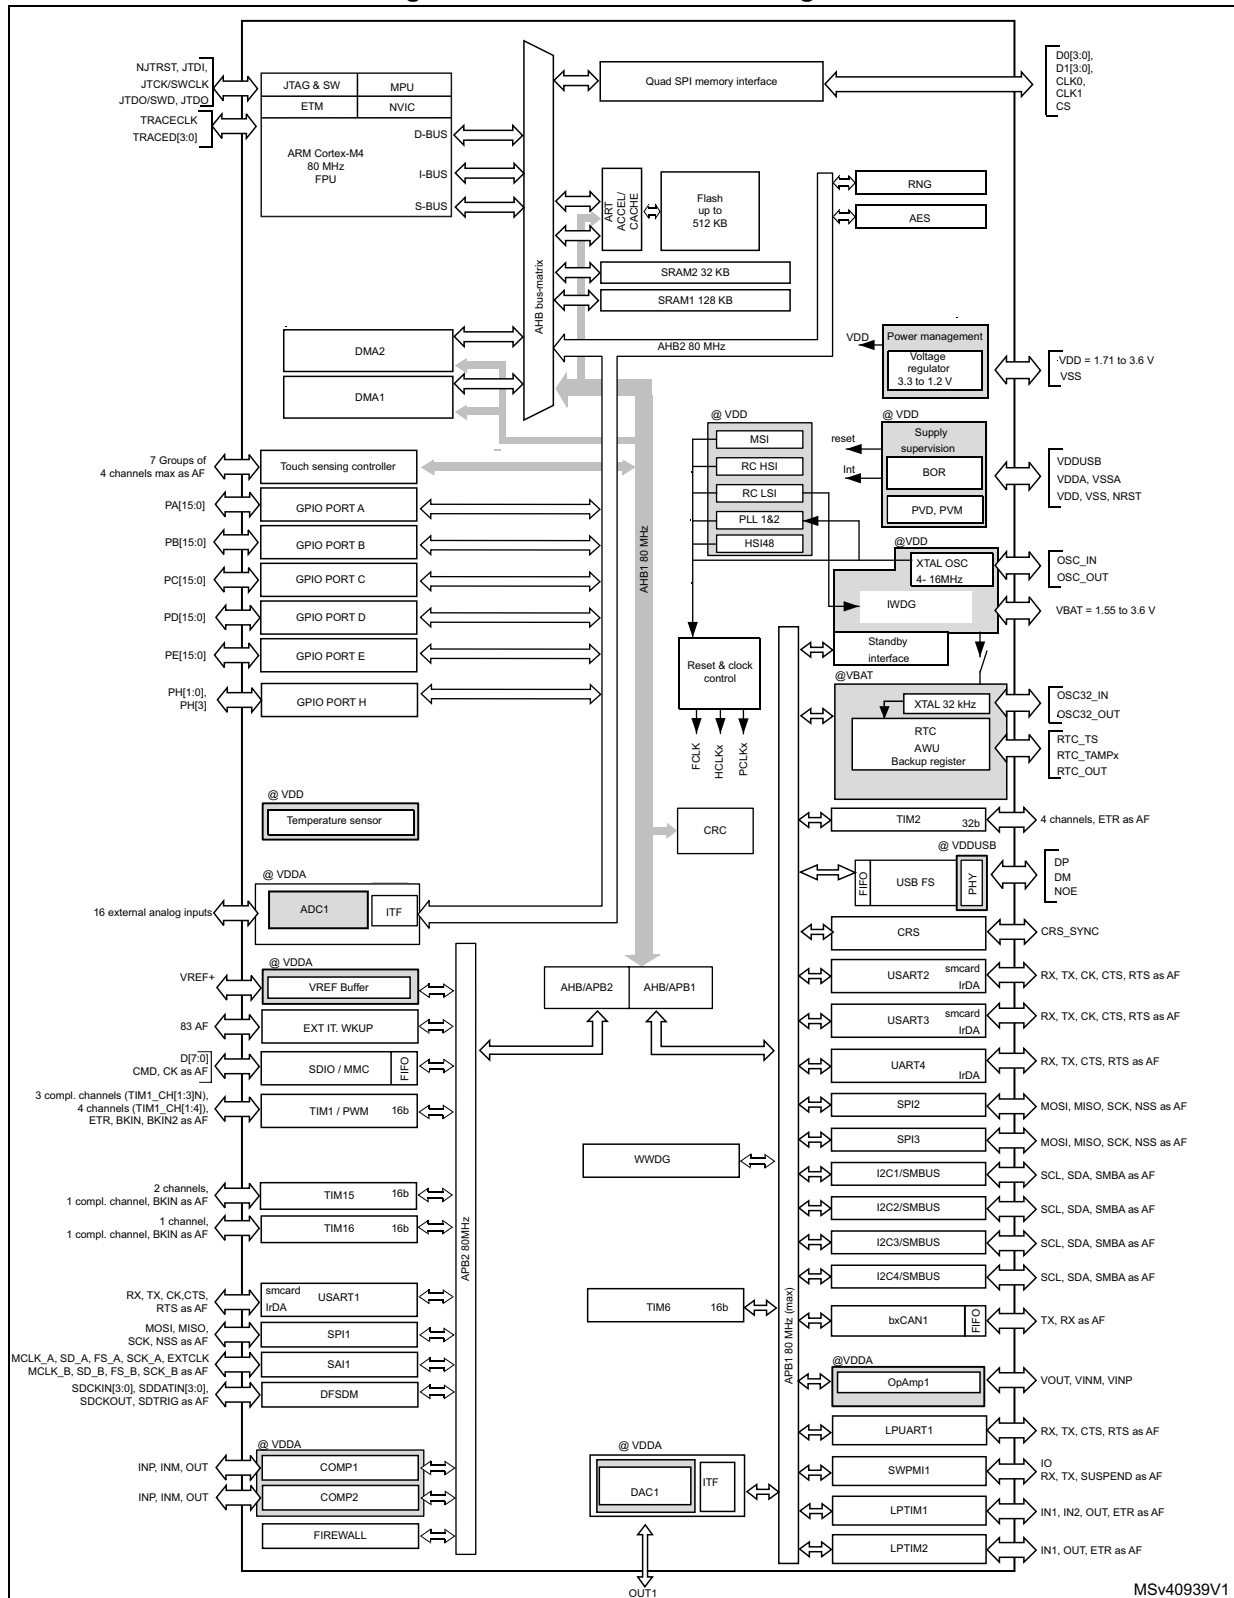 NJTRST, JTDI,
JTCK/SWCLK
JTDO/SWD, JTDO
TRACECLK
TRACED[3:0]
JTAG & SW
MPU
ETM
NVIC
ARM Cortex-M4
80 MHz
FPU
D-BUS
I-BUS
S-BUS
AHB bus-matrix
Quad SPI memory interface
D0[3:0],
D1[3:0],
CLK0,
CLK1
CS
ART
ACCEL/
CACHE
Flash
up to
512 KB
RNG
AES
SRAM2 32 KB
SRAM1 128 KB
AHB2 80 MHz
DMA2
DMA1
VDD
Power management
Voltage
regulator
3.3 to 1.2 V
VDD = 1.71 to 3.6 V
VSS
@ VDD
MSI
RC HSI
RC LSI
PLL 1&2
HSI48
@ VDD
reset
Int
Supply
supervision
BOR
PVD, PVM
VDDUSB
VDDA, VSSA
VDD, VSS, NRST
7 Groups of
4 channels max as AF
Touch sensing controller
PA[15:0]
GPIO PORT A
PB[15:0]
GPIO PORT B
PC[15:0]
GPIO PORT C
PD[15:0]
GPIO PORT D
PE[15:0]
GPIO PORT E
PH[1:0],
PH[3]
GPIO PORT H
AHB1 80 MHz
@VDD
XTAL OSC
4- 16MHz
IWDG
OSC_IN
OSC_OUT
VBAT = 1.55 to 3.6 V
Standby
interface
Reset & clock
control
FCLK
HCLKx
PCLKx
@VBAT
XTAL 32 kHz
RTC
AWU
Backup register
OSC32_IN
OSC32_OUT
RTC_TS
RTC_TAMPx
RTC_OUT
@ VDD
Temperature sensor
CRC
TIM2
32b
4 channels, ETR as AF
@ VDDUSB
FIFO
USB FS
PHY
DP
DM
NOE
@ VDDA
16 external analog inputs
ADC1
ITF
CRS
CRS_SYNC
@ VDDA
VREF+
VREF Buffer
AHB/APB2
AHB/APB1
USART2
smcard
IrDA
RX, TX, CK, CTS, RTS as AF
83 AF
EXT IT. WKUP
USART3
smcard
IrDA
RX, TX, CK, CTS, RTS as AF
D[7:0]
CMD, CK as AF
SDIO / MMC
FIFO
UART4
IrDA
RX, TX, CTS, RTS as AF
3 compl. channels (TIM1_CH[1:3]N),
4 channels (TIM1_CH[1:4]),
ETR, BKIN, BKIN2 as AF
TIM1 / PWM
16b
SPI2
MOSI, MISO, SCK, NSS as AF
SPI3
MOSI, MISO, SCK, NSS as AF
WWDG
I2C1/SMBUS
SCL, SDA, SMBA as AF
2 channels,
1 compl. channel, BKIN as AF
TIM15
16b
I2C2/SMBUS
SCL, SDA, SMBA as AF
1 channel,
1 compl. channel, BKIN as AF
TIM16
16b
APB2 80MHz
I2C3/SMBUS
SCL, SDA, SMBA as AF
I2C4/SMBUS
SCL, SDA, SMBA as AF
RX, TX, CK,CTS,
RTS as AF
smcard
IrDA
USART1
TIM6
16b
APB1 80 MHz (max)
bxCAN1
FIFO
TX, RX as AF
MOSI, MISO,
SCK, NSS as AF
SPI1
MCLK_A, SD_A, FS_A, SCK_A, EXTCLK
MCLK_B, SD_B, FS_B, SCK_B as AF
SAI1
@VDDA
OpAmp1
VOUT, VINM, VINP
SDCKIN[3:0], SDDATIN[3:0],
SDCKOUT, SDTRIG as AF
DFSDM
LPUART1
RX, TX, CTS, RTS as AF
@ VDDA
INP, INM, OUT
COMP1
INP, INM, OUT
COMP2
@ VDDA
DAC1
ITF
SWPMI1
IO
RX, TX, SUSPEND as AF
LPTIM1
IN1, IN2, OUT, ETR as AF
FIREWALL
LPTIM2
IN1, OUT, ETR as AF
OUT1
MSv40939V1